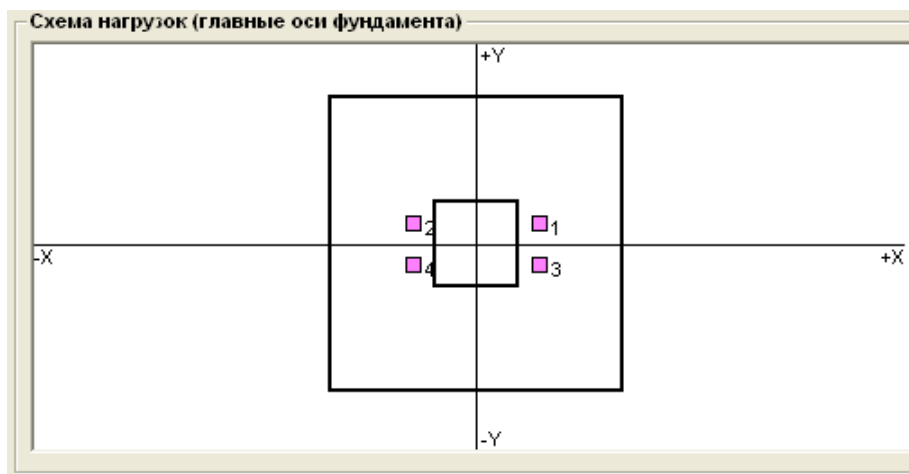 Схема нагрузок (главные оси фундамента)
+Y
2
1
-X
+X
4
3
-Y